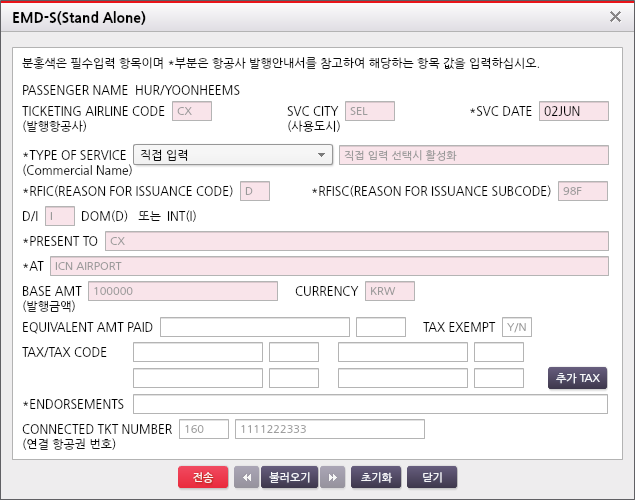 EMD-S(Stand Alone)
분홍색은 필수입력 항목이며 *부분은 항공사 발행안내서를 참고하여 해당하는 항목 값을 입력하십시오.
PASSENGER NAME HUR/YOONHEEMS
TICKETING AIRLINE CODE CX SVC CITY SEL *SVC DATE 02JUN
(발행항공사) (사용도시)
*TYPE OF SERVICE 직접 입력 직접 입력 선택시 활성화
(Commercial Name)
*RFIC(REASON FOR ISSUANCE CODE) D *RFISC(REASON FOR ISSUANCE SUBCODE) 98F
D/I I DOM(D) 또는 INT(I)
*PRESENT TO CX
*AT ICN AIRPORT
BASE AMT 100000 CURRENCY KRW
(발행금액)
EQUIVALENT AMT PAID TAX EXEMPT Y/N
TAX/TAX CODE
추가 TAX
*ENDORSEMENTS
CONNECTED TKT NUMBER 160 1111222333
(연결 항공권 번호)
전송 불러오기 초기화 닫기